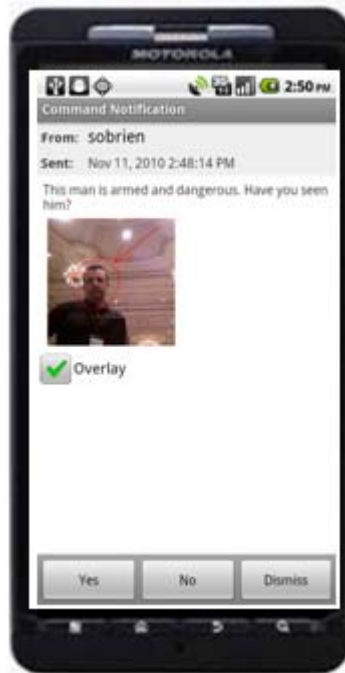 MOTOROLA
2:50 PM
Command Notification
From: sobrien
Sent: Nov 11, 2010 2:48:14 PM
This man is armed and dangerous. Have you seen
him?
Overlay
Yes No Dismiss